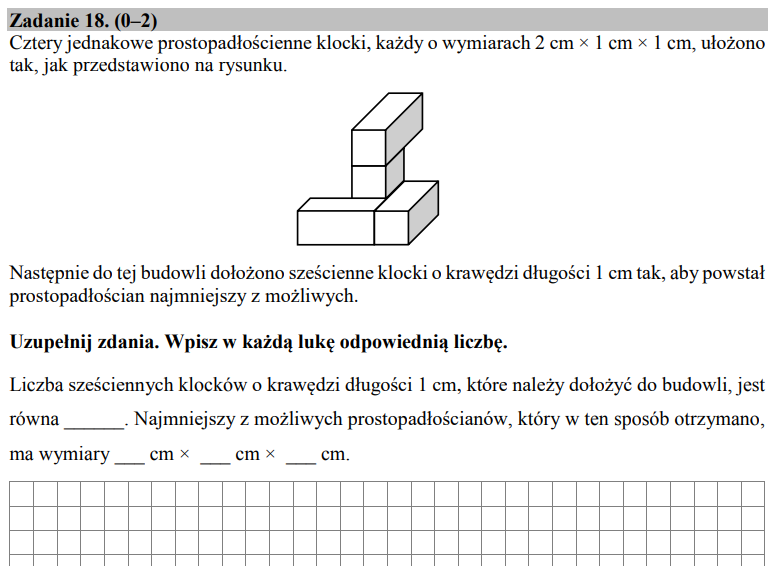 Zadanie 18. (0–2)
Cztery jednakowe prostopadłościenne klocki, każdy o wymiarach 2 cm × 1 cm × 1 cm, ułożono
tak, jak przedstawiono na rysunku.
Następnie do tej budowli dołożono sześcienne klocki o krawędzi długości 1 cm tak, aby powstał
prostopadłościan najmniejszy z możliwych.
Uzupełnij zdania. Wpisz w każdą lukę odpowiednią liczbę.
Liczba sześciennych klocków o krawędzi długości 1 cm, które należy dołożyć do budowli, jest
równa ______. Najmniejszy z możliwych prostopadłościanów, który w ten sposób otrzymano,
ma wymiary ___ cm × ___ cm × ___ cm.